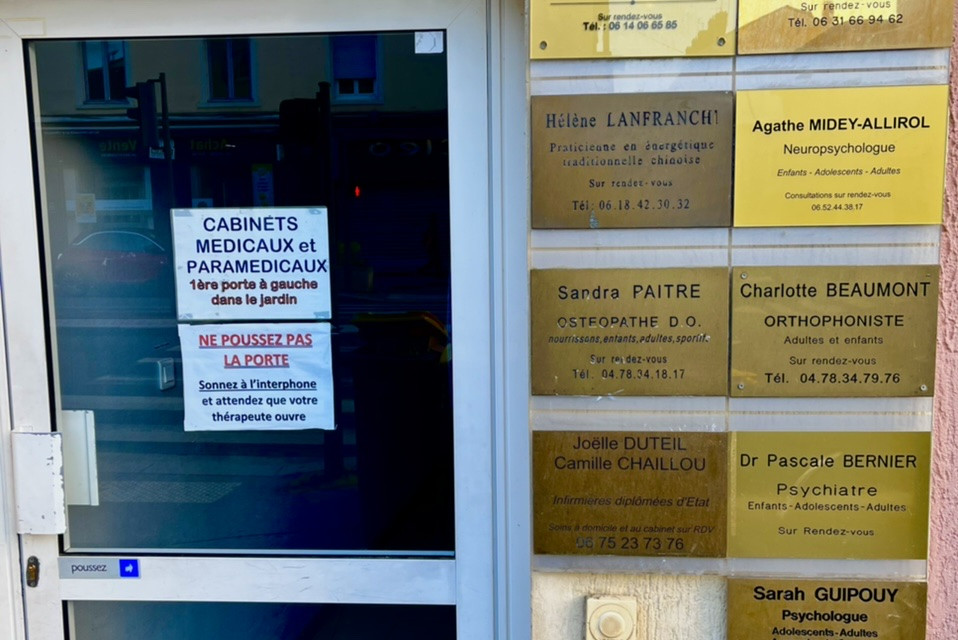 CABINETS
MEDICAUX et
PARAMEDICAUX
1ère porte à gauche
dans le jardin
NE POUSSEZ PAS
LA PORTE
Sonnez à l'interphone
et attendez que votre
thérapeute ouvre
poussez
Sur rendez-vous
Tél. : 06 14 06 65 85
Sur rendez-vous
Tél. 06 31 66 94 62
Hélène LANFRANCHI
Praticienne en énergétique
traditionnelle chinoise
Sur rendez-vous
Tél: 06.18.42.30.32
Agathe MIDEY-ALLIROL
Neuropsychologue
Enfants - Adolescents - Adultes
Consultations sur rendez-vous
06.52.44.38.17
Sandra PAITRE
OSTEOPATHE D.O.
nourrissons, enfants, adultes, sportifs
Sur rendez-vous
Tél. 04.78.34.18.17
Charlotte BEAUMONT
ORTHOPHONISTE
Adultes et enfants
Sur rendez-vous
Tél. 04.78.34.79.76
Joëlle DUTEIL
Camille CHAILLOU
Infirmières diplômées d'Etat
Soins à domicile et au cabinet sur RDV
06 75 23 73 76
Dr Pascale BERNIER
Psychiatre
Enfants-Adolescents-Adultes
Sur Rendez-vous
Sarah GUIPOUY
Psychologue
Adolescents-Adultes